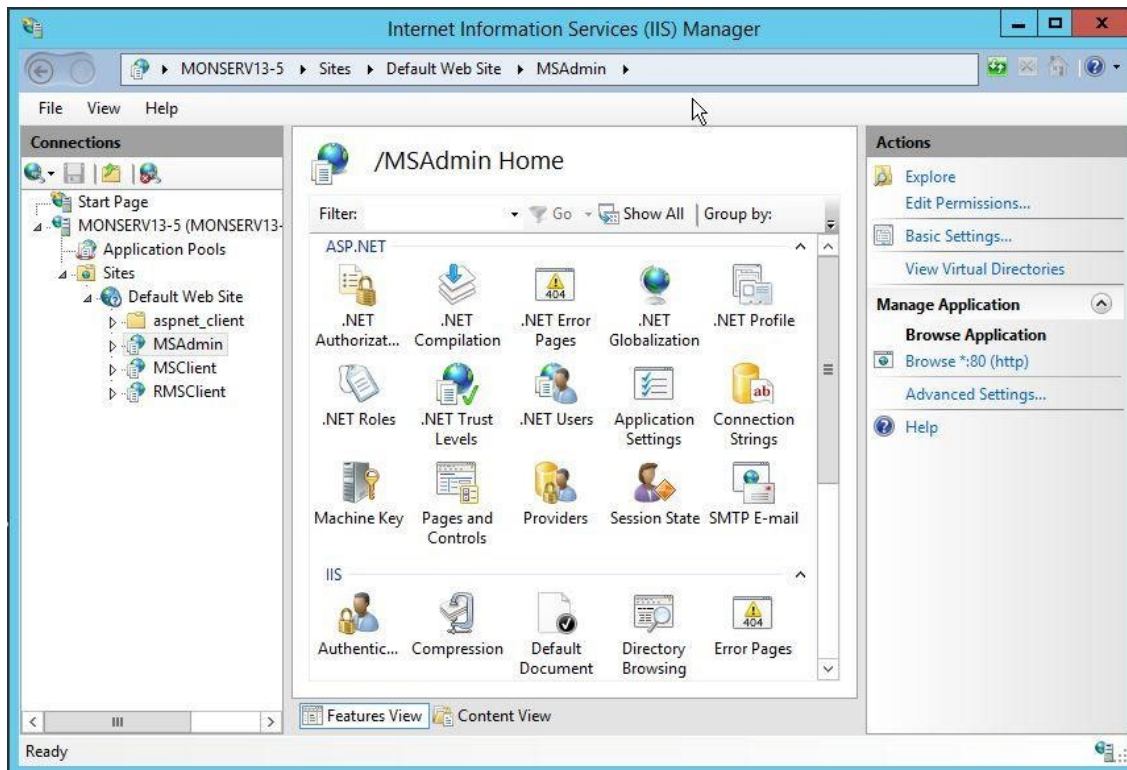 Internet Information Services (IIS) Manager
MONSERV13-5 Sites Default Web Site MSAdmin
File View Help
Connections
Start Page
MONSERV13-5 (MONSERV13-
Application Pools
Sites
Default Web Site
aspnet_client
MSAdmin
MSClient
RMSClient
/MSAdmin Home
Filter: Go Show All Group by:
ASP.NET
.NET Authorizat...
.NET Compilation
.NET Error Pages
.NET Globalization
.NET Profile
.NET Roles
.NET Trust Levels
.NET Users
Application Settings
Connection Strings
Machine Key
Pages and Controls
Providers
Session State
SMTP E-mail
IIS
Authentic...
Compression
Default Document
Directory Browsing
Error Pages
Features View Content View
Actions
Explore
Edit Permissions...
Basic Settings...
View Virtual Directories
Manage Application
Browse Application
Browse *:80 (http)
Advanced Settings...
Help
Ready